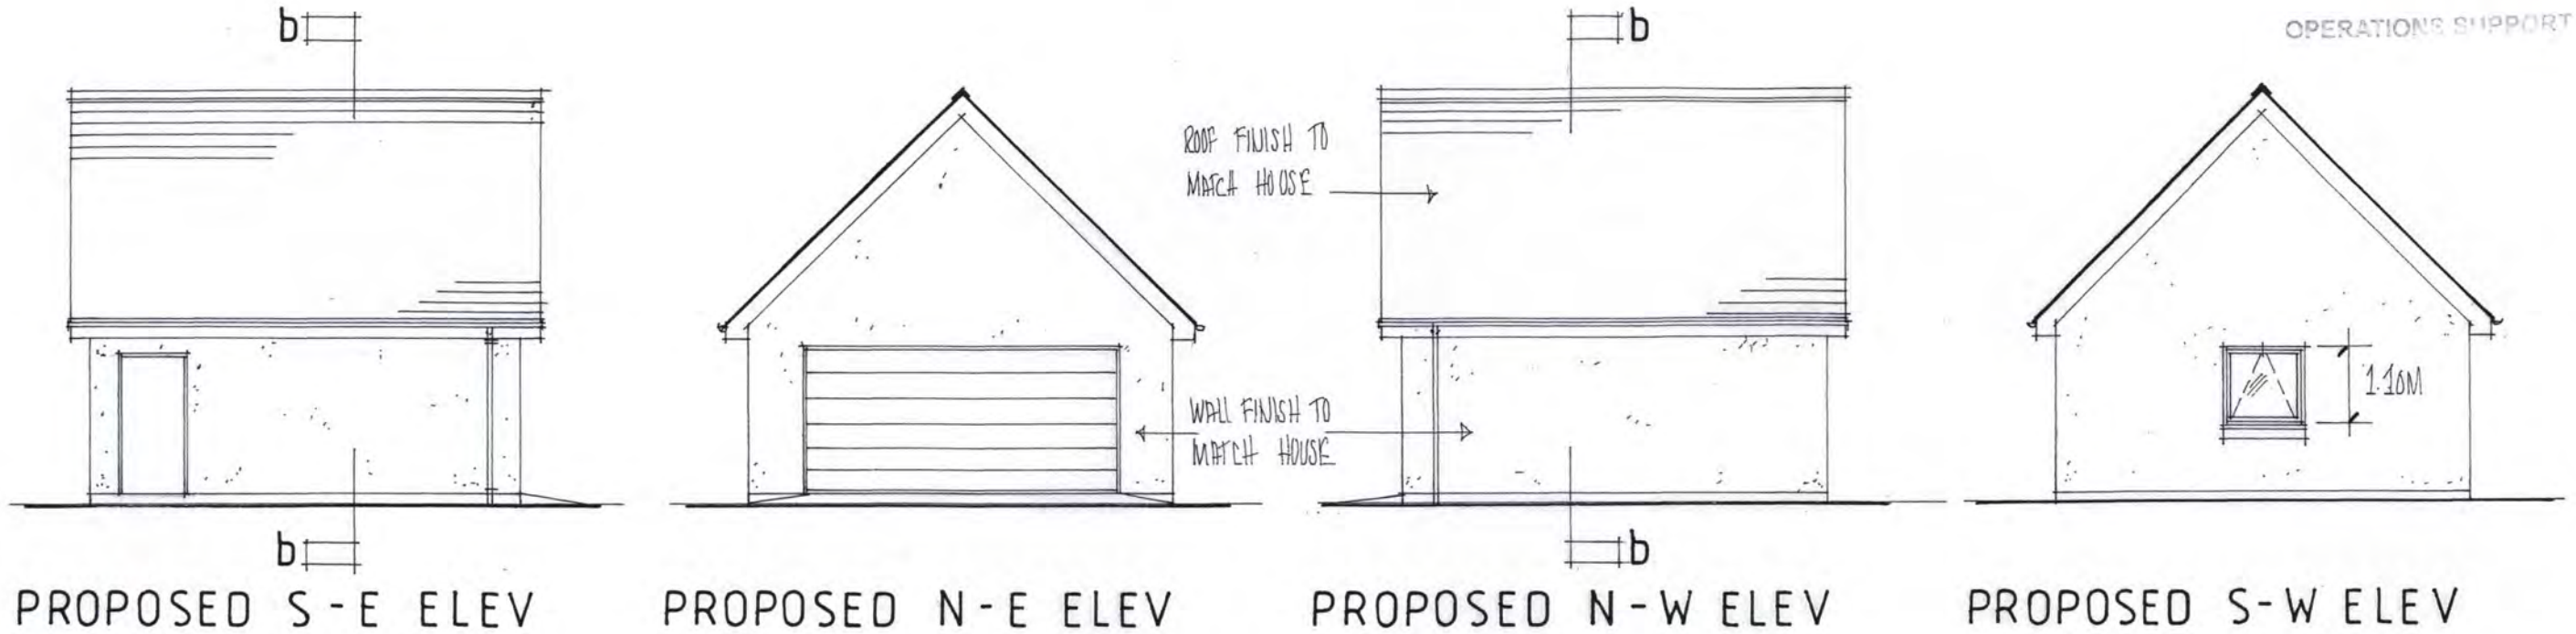 b
b
OPERATIONS SUPPORT
ROOF FINISH TO
MATCH HOUSE
WALL FINISH TO
MATCH HOUSE
1.10M
b
b
PROPOSED S-E ELEV
PROPOSED N-E ELEV
PROPOSED N-W ELEV
PROPOSED S-W ELEV